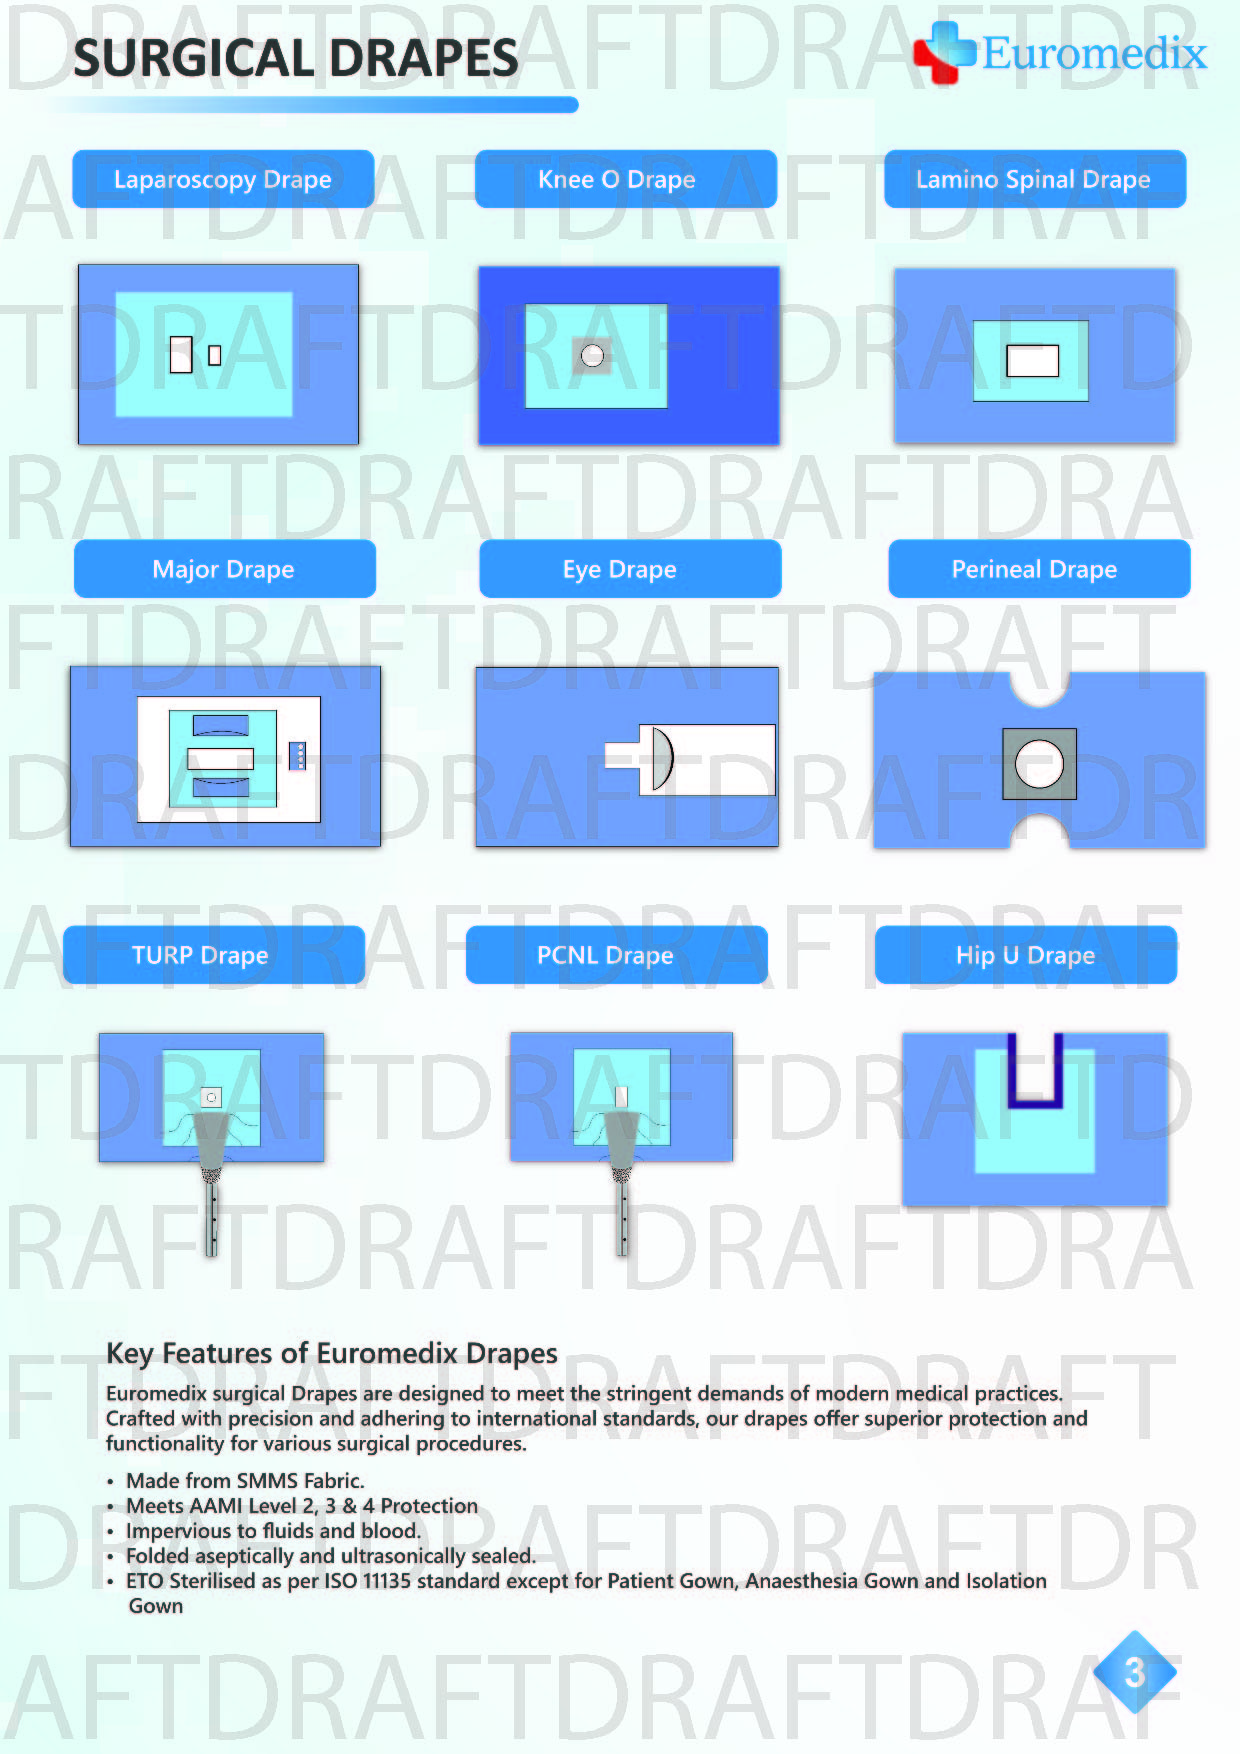 SURGICAL DRAPES
Euromedix
Laparoscopy Drape
Knee O Drape
Lamino Spinal Drape
Major Drape
Eye Drape
Perineal Drape
TURP Drape
PCNL Drape
Hip U Drape
Key Features of Euromedix Drapes
Euromedix surgical Drapes are designed to meet the stringent demands of modern medical practices.
Crafted with precision and adhering to international standards, our drapes offer superior protection and
functionality for various surgical procedures.
• Made from SMMS Fabric.
• Meets AAMI Level 2, 3 & 4 Protection
• Impervious to fluids and blood.
• Folded aseptically and ultrasonically sealed.
• ETO Sterilised as per ISO 11135 standard except for Patient Gown, Anaesthesia Gown and Isolation
Gown
3
DRAFTDRAFTDRAFTDR
AFTDRAFTDRAFTDRAF
TDRAFTDRAFTDRAFTD
RAFTDRAFTDRAFTDRA
FTDRAFTDRAFTDRAFT
DRAFTDRAFTDRAFTDR
AFTDRAFTDRAFTDRAF
TDRAFTDRAFTDRAFTD
RAFTDRAFTDRAFTDRA
FTDRAFTDRAFTDRAFT
DRAFTDRAFTDRAFTDR
AFTDRAFTDRAFTDRAF